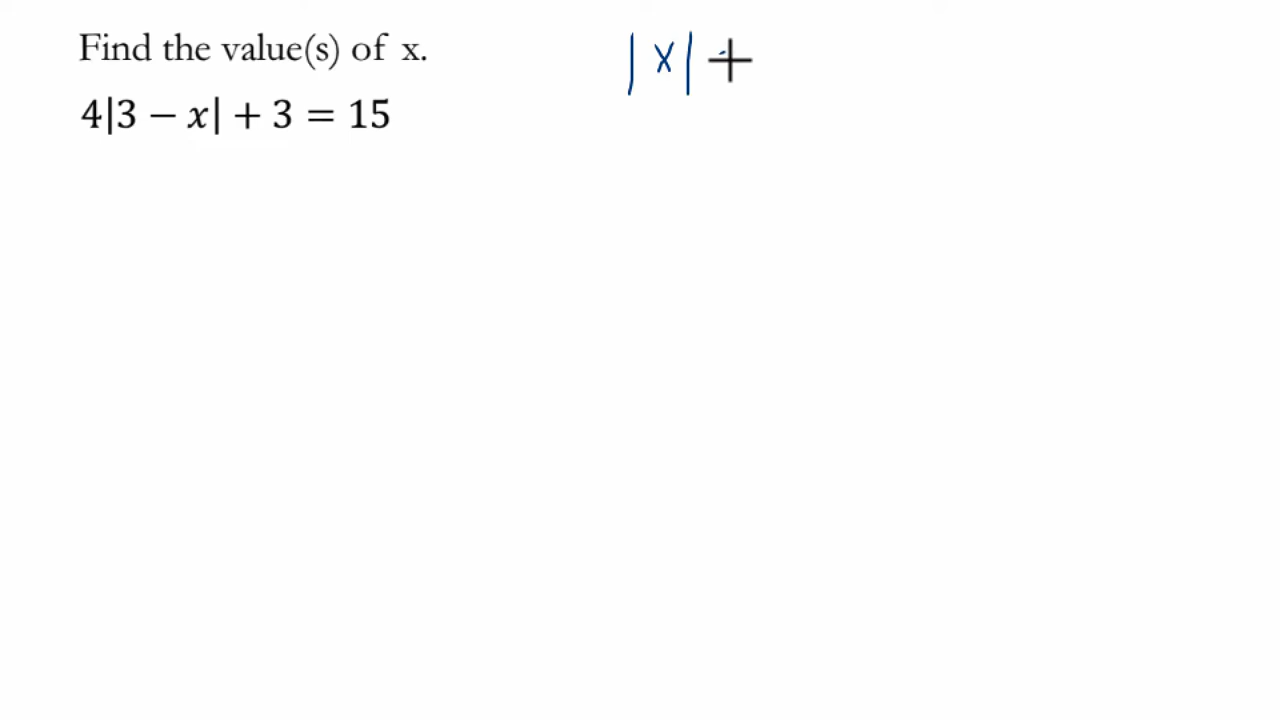 Find the value(s) of x.
4|3 − x| + 3 = 15
|x|